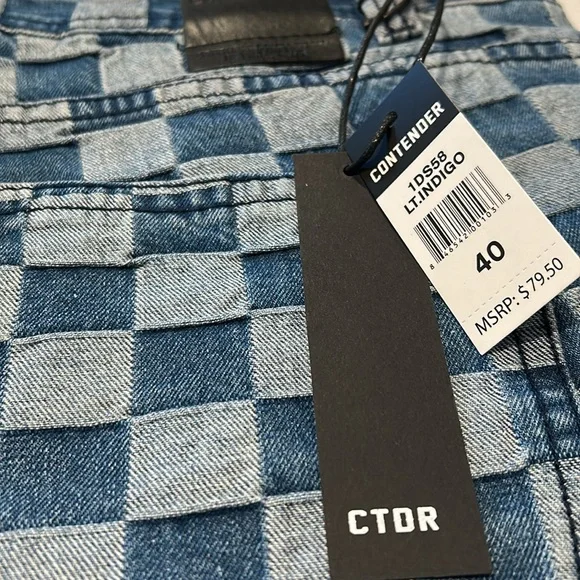 CONTENDER
1DS58
LT.INDIGO
40
MSRP: $79.50
CTDR